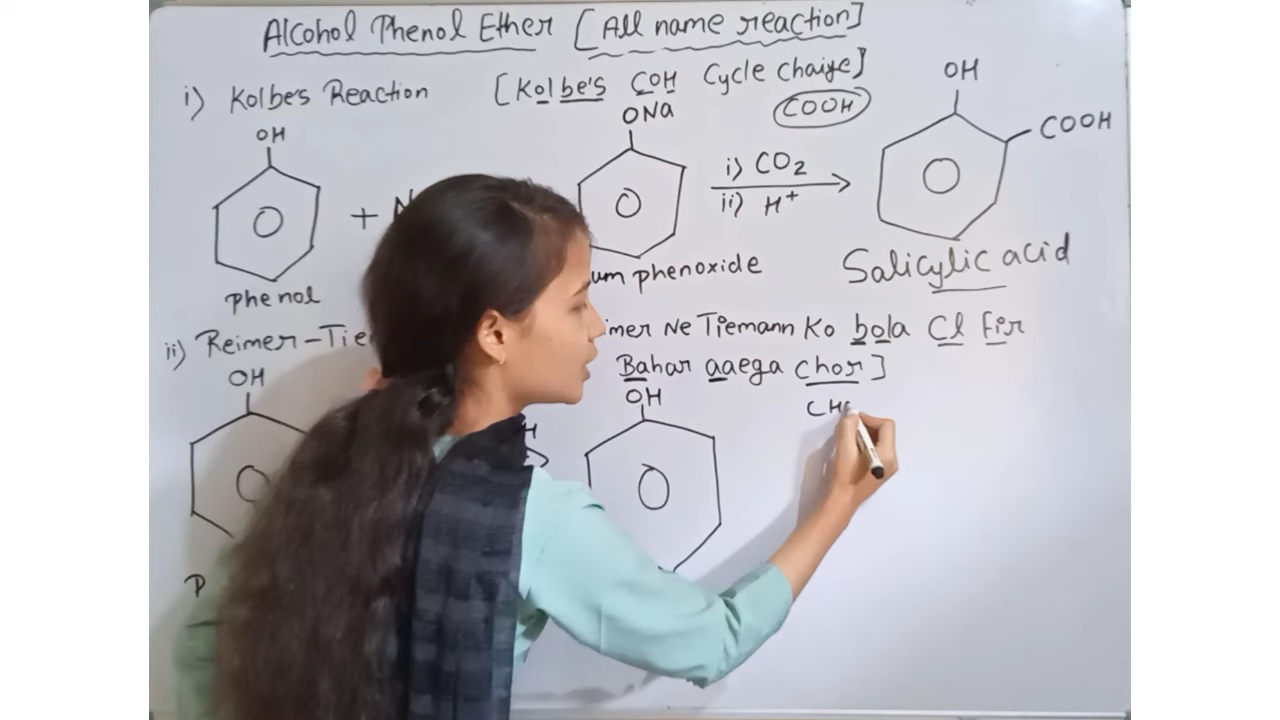 Alcohol Phenol Ether [All name reaction]
i) Kolbe's Reaction [Kolbe's COH Cycle Chaiye]
COOH
OH
+ N
phenol
ONa
um phenoxide
i) CO2
ii) H+
OH
COOH
Salicylic acid
ii) Reimer-Tie
imer Ne Tiemann Ko bola Cl Fir
Bahar aaega chor]
CH
OH
P
H
OH